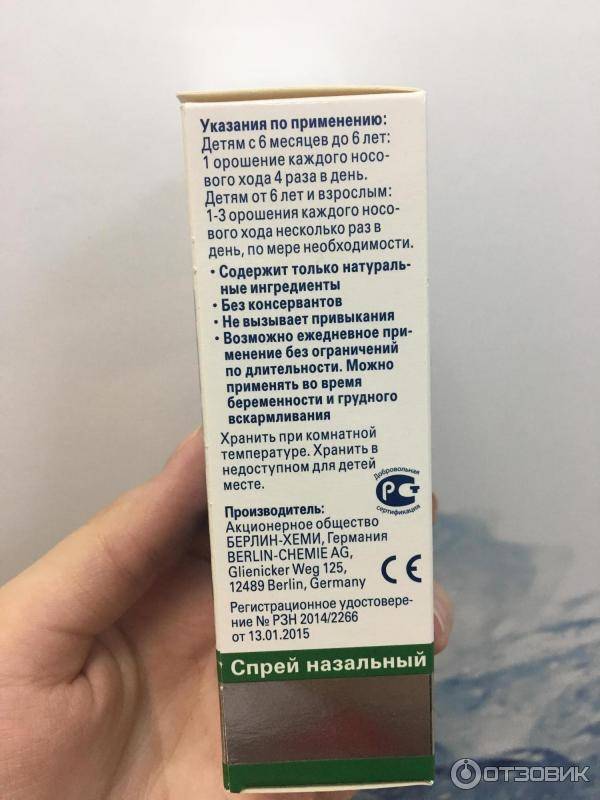 Указания по применению:
Детям с 6 месяцев до 6 лет:
1 орошение каждого носо-
вого хода 4 раза в день.
Детям от 6 лет и взрослым:
1-3 орошения каждого носо-
вого хода несколько раз в
день, по мере необходимости.
• Содержит только натураль-
ные ингредиенты
• Без консервантов
• Не вызывает привыкания
• Возможно ежедневное при-
менение без ограничений
по длительности. Можно
применять во время
беременности и грудного
вскармливания
Хранить при комнатной
температуре. Хранить в
недоступном для детей
месте.
Добровольная
РСТ
сертификация
Производитель:
Акционерное общество
БЕРЛИН-ХЕМИ, Германия
BERLIN-CHEMIE AG,
Glienicker Weg 125,
12489 Berlin, Germany
CE
Регистрационное удостовере-
ние № РЗН 2014/2266
от 13.01.2015
Спрей назальный
ОТЗОВИК